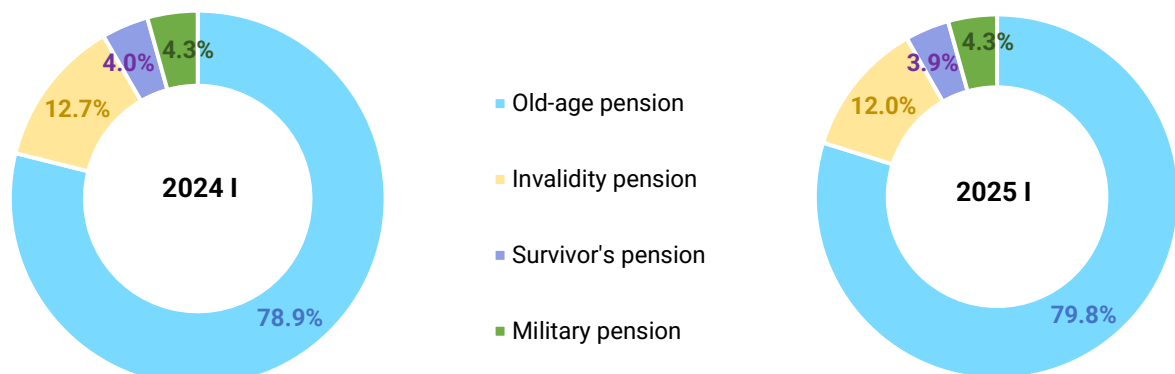 4.0%
4.3%
12.7%
2024 I
78.9%
Old-age pension
Invalidity pension
Survivor's pension
Military pension
3.9%
4.3%
12.0%
2025 I
79.8%